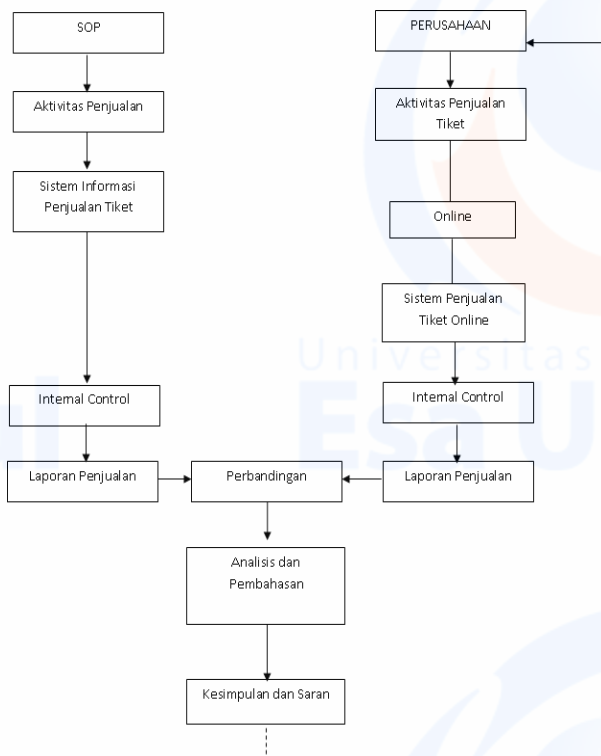 SOP
Aktivitas Penjualan
Sistem Informasi
Penjualan Tiket
Internal Control
Laporan Penjualan
PERUSAHAAN
Aktivitas Penjualan
Tiket
Online
Sistem Penjualan
Tiket Online
Universitas
Esa U
Internal Control
Laporan Penjualan
Perbandingan
Analisis dan
Pembahasan
Kesimpulan dan Saran
ul